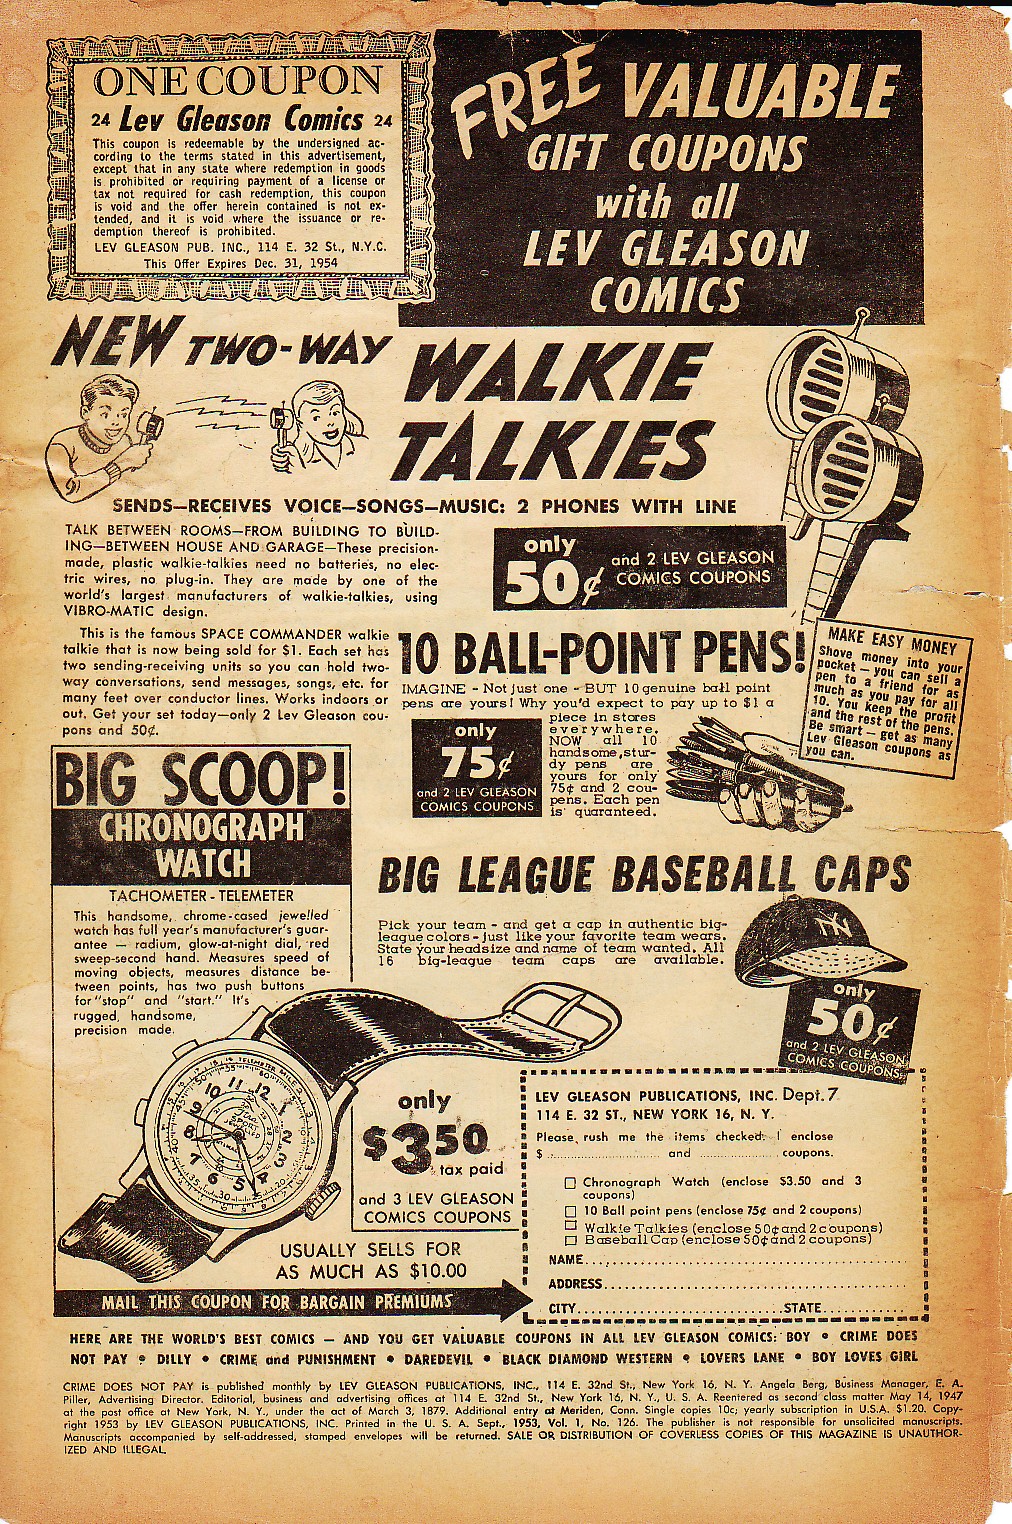 ONE COUPON
24 Lev Gleason Comics 24
This coupon is redeemable by the undersigned ac-
cording to the terms stated in this advertisement,
except that in any state where redemption in goods
is prohibited or requiring payment of a license or
tax not required for cash redemption, this coupon
is void and the offer herein contained is not ex-
tended, and it is void where the issuance or re-
demption thereof is prohibited.
LEV GLEASON PUB. INC., 114 E. 32 St., N.Y.C.
This Offer Expires Dec. 31, 1954
FREE VALUABLE
GIFT COUPONS
with all
LEV GLEASON
COMICS
NEW TWO-WAY
WALKIE
TALKIES
SENDS—RECEIVES VOICE—SONGS—MUSIC: 2 PHONES WITH LINE
TALK BETWEEN ROOMS—FROM BUILDING TO BUILD-
ING—BETWEEN HOUSE AND GARAGE—These precision-
made, plastic walkie-talkies need no batteries, no elec-
tric wires, no plug-in. They are made by one of the
world's largest manufacturers of walkie-talkies, using
VIBRO-MATIC design.
This is the famous SPACE COMMANDER walkie
talkie that is now being sold for $1. Each set has
two sending-receiving units so you can hold two-
way conversations, send messages, songs, etc. for
many feet over conductor lines. Works indoors or
out. Get your set today—only 2 Lev Gleason cou-
pons and 50¢.
only
50¢
and 2 LEV GLEASON
COMICS COUPONS
10 BALL-POINT PENS!
IMAGINE - Not just one - BUT 10 genuine ball point
pens are yours! Why you'd expect to pay up to $1 a
piece in stores
everywhere.
NOW all 10
handsome, stur-
dy pens are
yours for only
75¢ and 2 cou-
pens. Each pen
is quaranteed.
only
75¢
and 2 LEV GLEASON
COMICS COUPONS
MAKE EASY MONEY
Shove money into your
pocket — you can sell a
pen to a friend for as
much as you pay for all
10. You keep the profit
and the rest of the pens.
Be smart — get as many
Lev Gleason coupons as
you can.
BIG SCOOP!
CHRONOGRAPH
WATCH
TACHOMETER - TELEMETER
This handsome, chrome-cased jewelled
watch has full year's manufacturer's guar-
antee — radium, glow-at-night dial, red
sweep-second hand. Measures speed of
moving objects, measures distance be-
tween points, has two push buttons
for "stop" and "start." It's
rugged, handsome,
precision made.
BIG LEAGUE BASEBALL CAPS
Pick your team - and get a cap in authentic big-
league colors - just like your favorite team wears.
State your headsize and name of team wanted. All
16 big-league team caps are available.
NY
only
50¢
and 2 LEV GLEASON
COMICS COUPONS
only
$3.50
tax paid
and 3 LEV GLEASON
COMICS COUPONS
USUALLY SELLS FOR
AS MUCH AS $10.00
MAIL THIS COUPON FOR BARGAIN PREMIUMS
LEV GLEASON PUBLICATIONS, INC. Dept. 7
114 E. 32 ST., NEW YORK 16, N. Y.
Please rush me the items checked: I enclose
$ .......... and .......... coupons.
Chronograph Watch (enclose $3.50 and 3
coupons)
10 Ball point pens (enclose 75¢ and 2 coupons)
Walkie Talkies (enclose 50¢ and 2 coupons)
Baseball Cap (enclose 50¢ and 2 coupons)
NAME
ADDRESS
CITY STATE
HERE ARE THE WORLD'S BEST COMICS — AND YOU GET VALUABLE COUPONS IN ALL LEV GLEASON COMICS: BOY • CRIME DOES
NOT PAY • DILLY • CRIME and PUNISHMENT • DAREDEVIL • BLACK DIAMOND WESTERN • LOVERS LANE • BOY LOVES GIRL
CRIME DOES NOT PAY is published monthly by LEV GLEASON PUBLICATIONS, INC., 114 E. 32nd St., New York 16, N. Y. Angela Berg, Business Manager, E. A.
Piller, Advertising Director. Editorial, business and advertising offices at 114 E. 32nd St., New York 16, N. Y., U. S. A. Reentered as second class matter May 14, 1947
at the post office at New York, N. Y., under the act of March 3, 1879. Additional entry at Meriden, Conn. Single copies 10c; yearly subscription in U.S.A. $1.20. Copy-
right 1953 by LEV GLEASON PUBLICATIONS, INC. Printed in the U. S. A. Sept., 1953, Vol. 1, No. 126. The publisher is not responsible for unsolicited manuscripts.
Manuscripts accompanied by self-addressed, stamped envelopes will be returned. SALE OR DISTRIBUTION OF COVERLESS COPIES OF THIS MAGAZINE IS UNAUTHOR-
IZED AND ILLEGAL.